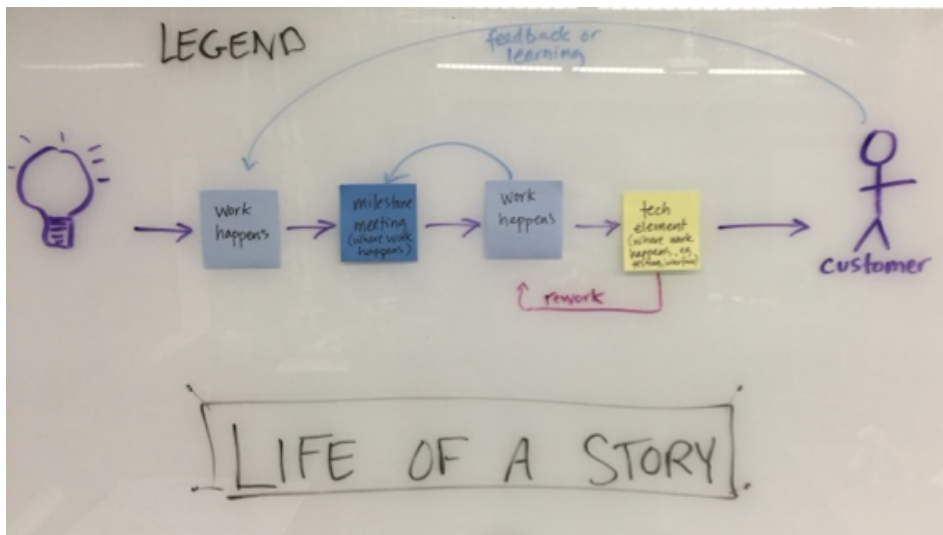 LEGEND
feedback or
learning
work
happens
milestone
meeting
(where work
happens)
work
happens
tech
element
(where work
happens, eg
rework
customer
LIFE OF A STORY